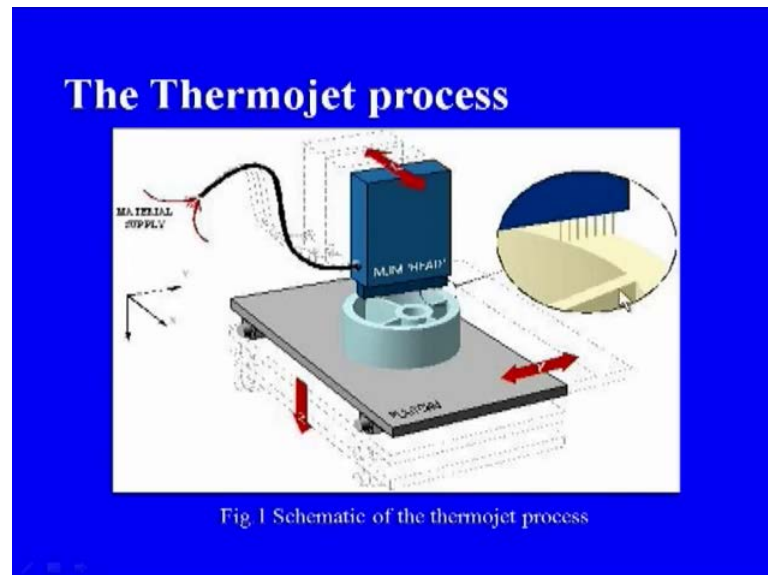 The Thermojet process
MATERIAL
SUPPLY
X
MJM 'HEAD'
Y
X
Y
PLATFORM
Z
Fig.1 Schematic of the thermojet process